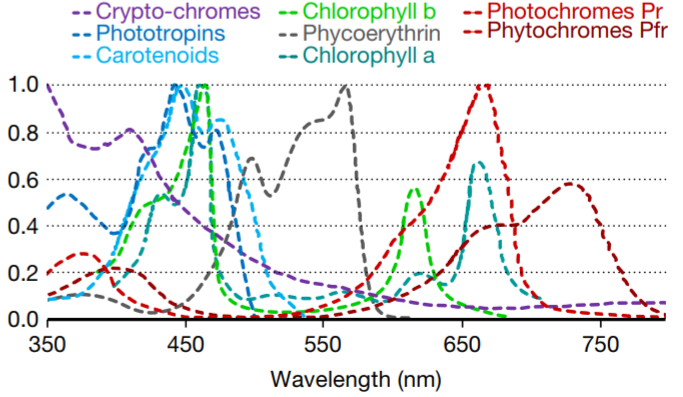 Crypto-chromes Chlorophyll b Photochromes Pr
Phototropins Phycoerythrin Phytochromes Pfr
Carotenoids Chlorophyll a
1.0
0.8
0.6
0.4
0.2
0.0
350 450 550 650 750
Wavelength (nm)